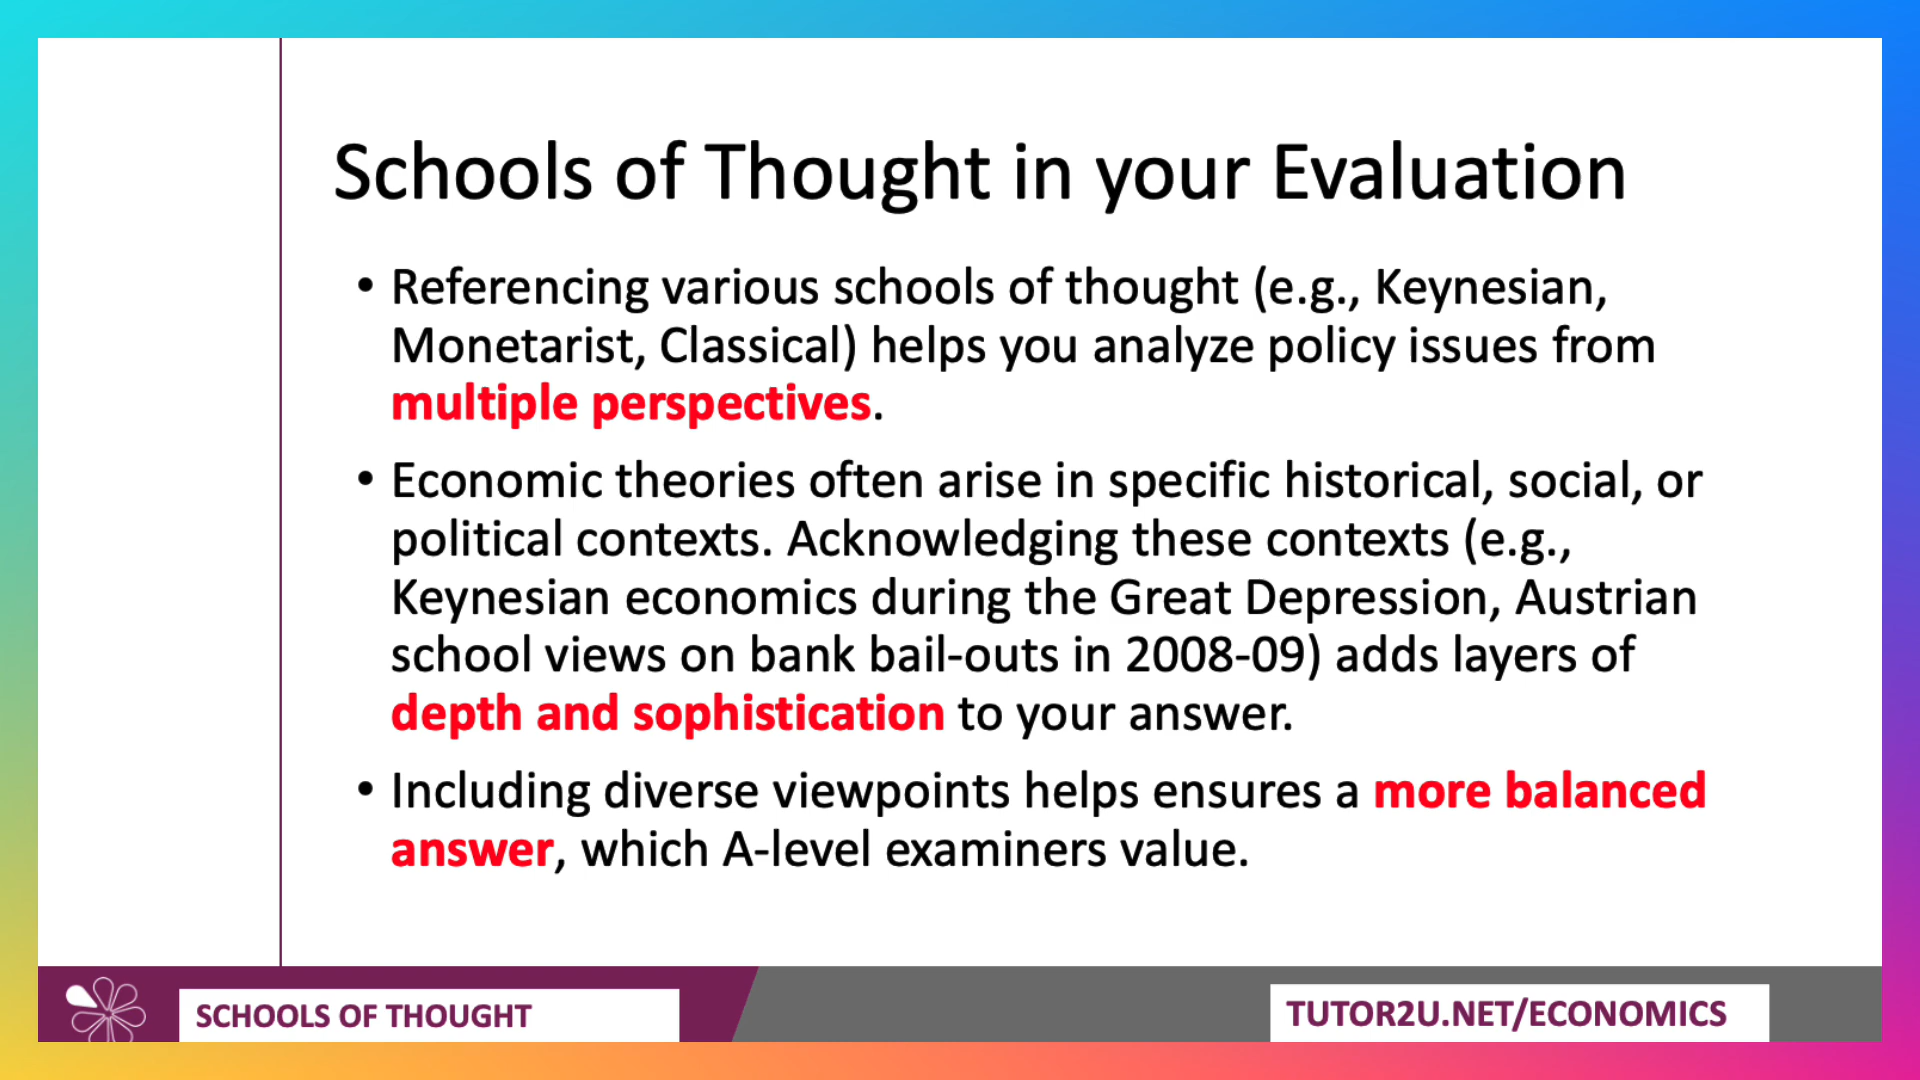 Schools of Thought in your Evaluation
• Referencing various schools of thought (e.g., Keynesian,
Monetarist, Classical) helps you analyze policy issues from
multiple perspectives.
• Economic theories often arise in specific historical, social, or
political contexts. Acknowledging these contexts (e.g.,
Keynesian economics during the Great Depression, Austrian
school views on bank bail-outs in 2008-09) adds layers of
depth and sophistication to your answer.
• Including diverse viewpoints helps ensures a more balanced
answer, which A-level examiners value.
SCHOOLS OF THOUGHT
TUTOR2U.NET/ECONOMICS